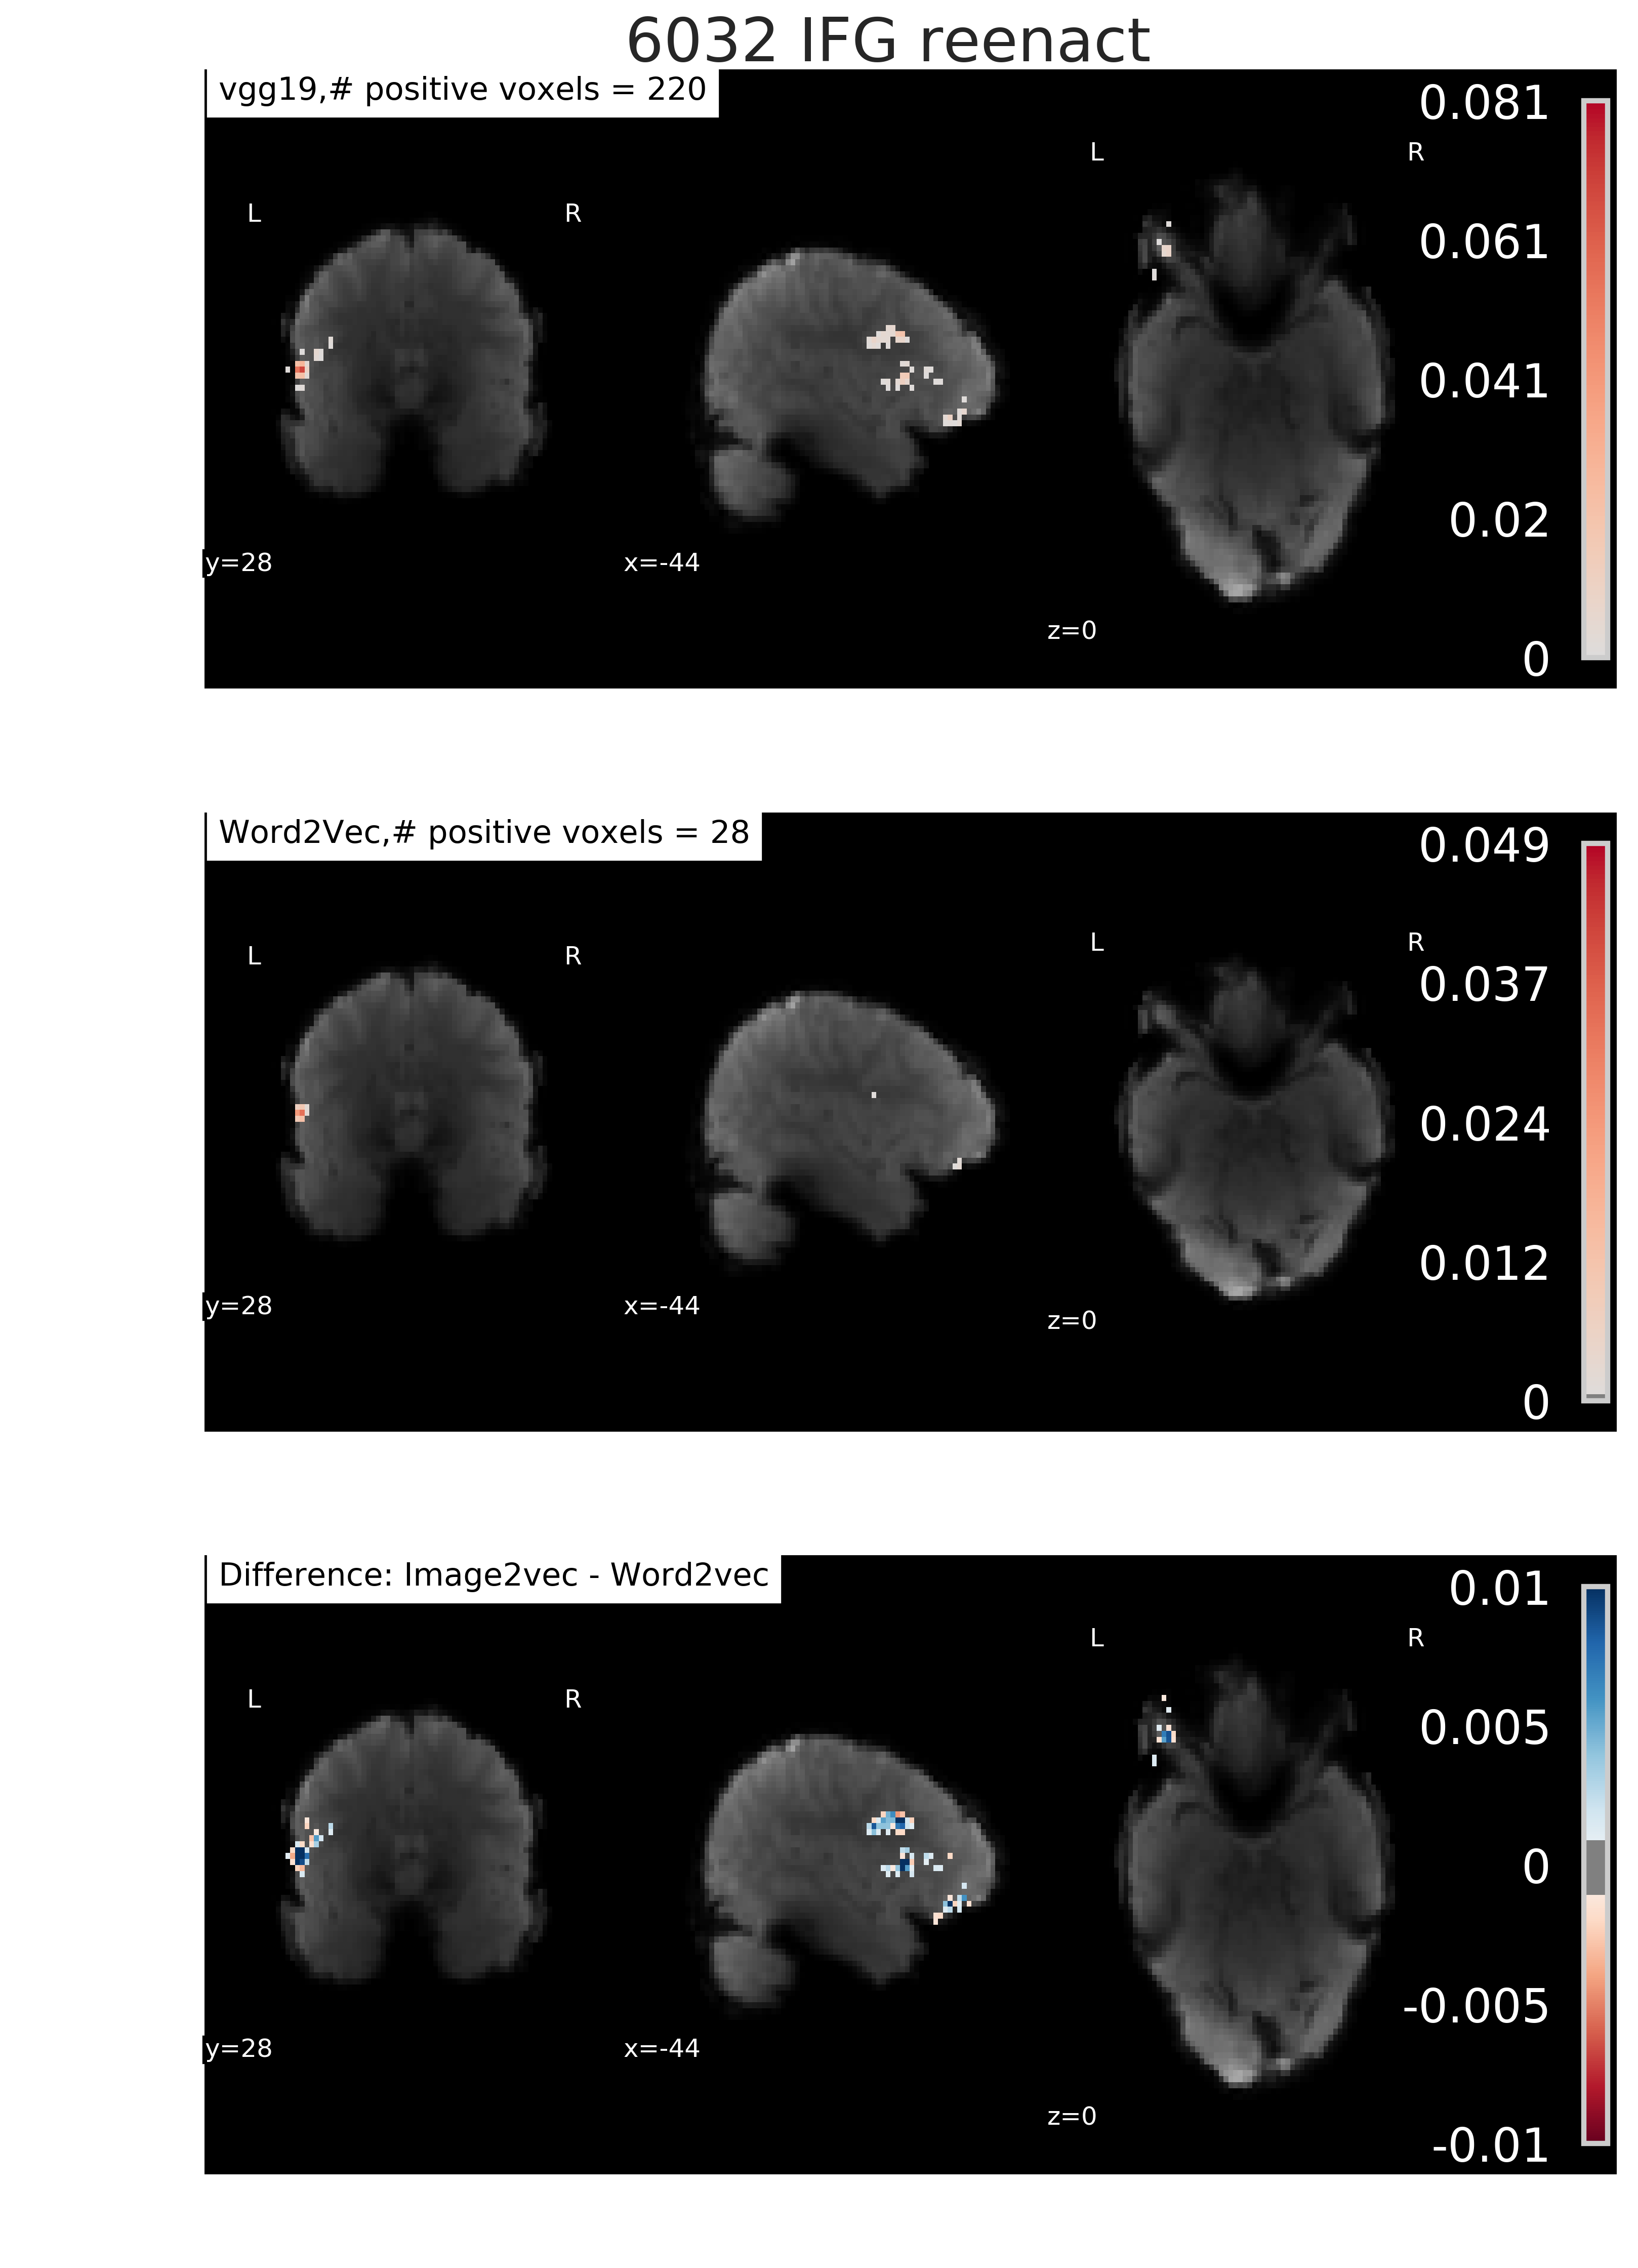 6032 IFG reenact
vgg19,# positive voxels = 220
0.081
L
R
L
R
0.061
0.041
0.02
y=28
x=-44
z=0
0
Word2Vec,# positive voxels = 28
0.049
L
R
L
R
0.037
0.024
0.012
y=28
x=-44
z=0
0
Difference: Image2vec - Word2vec
0.01
L
R
L
R
0.005
0
-0.005
y=28
x=-44
z=0
-0.01